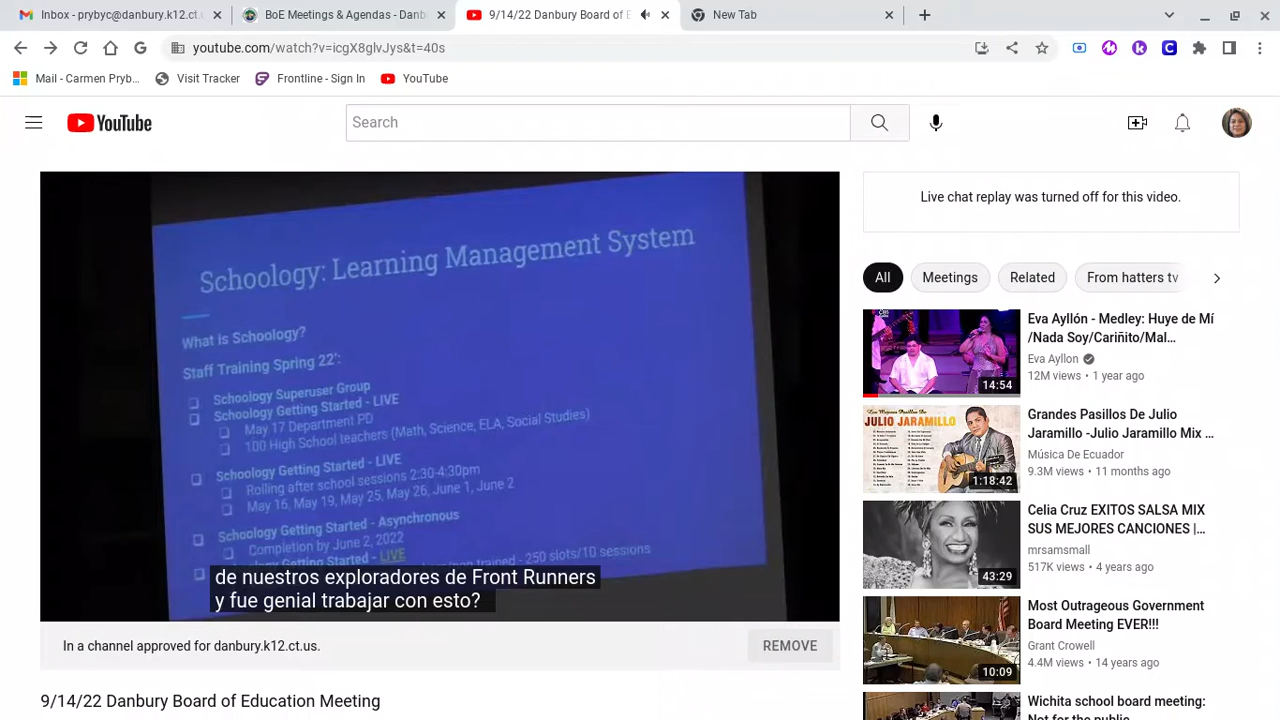 Inbox - prybyc@danbury.k12.ct.u
BoE Meetings & Agendas - Danb
9/14/22 Danbury Board of E
New Tab
youtube.com/watch?v=icgX8glvJys&t=40s
Mail - Carmen Pryb...
Visit Tracker
Frontline - Sign In
YouTube
YouTube
Search
Schoology: Learning Management System
What is Schoology?
Staff Training Spring 22':
Schoology Superuser Group
Schoology Getting Started - LIVE
May 17 Department PD
100 High School teachers (Math, Science, ELA, Social Studies)
Schoology Getting Started - LIVE
Rolling after school sessions 2:30-4:30pm
May 16, May 19, May 25, May 26, June 1, June 2
Schoology Getting Started - Asynchronous
Completion by June 2, 2022
Getting Started - LIVE
trained - 250 slots/10 sessions
de nuestros exploradores de Front Runners
y fue genial trabajar con esto?
In a channel approved for danbury.k12.ct.us.
REMOVE
9/14/22 Danbury Board of Education Meeting
Live chat replay was turned off for this video.
All
Meetings
Related
From hatters tv
Eva Ayllón - Medley: Huye de Mí
/Nada Soy/Cariñito/Mal...
Eva Ayllon
12M views • 1 year ago
14:54
Grandes Pasillos De Julio
Jaramillo -Julio Jaramillo Mix ...
Música De Ecuador
9.3M views • 11 months ago
JULIO JARAMILLO
1:18:42
Celia Cruz EXITOS SALSA MIX
SUS MEJORES CANCIONES |...
mrsamsmall
517K views • 4 years ago
43:29
Most Outrageous Government
Board Meeting EVER!!!
Grant Crowell
4.4M views • 14 years ago
10:09
Wichita school board meeting:
Not for the public